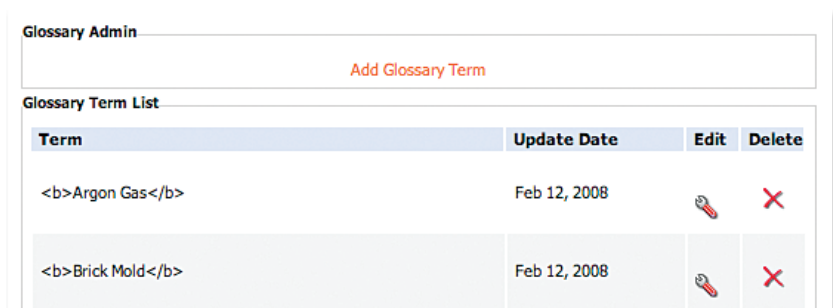 Glossary Admin
Add Glossary Term
Glossary Term List
Term Update Date Edit Delete
<b>Argon Gas</b> Feb 12, 2008
<b>Brick Mold</b> Feb 12, 2008